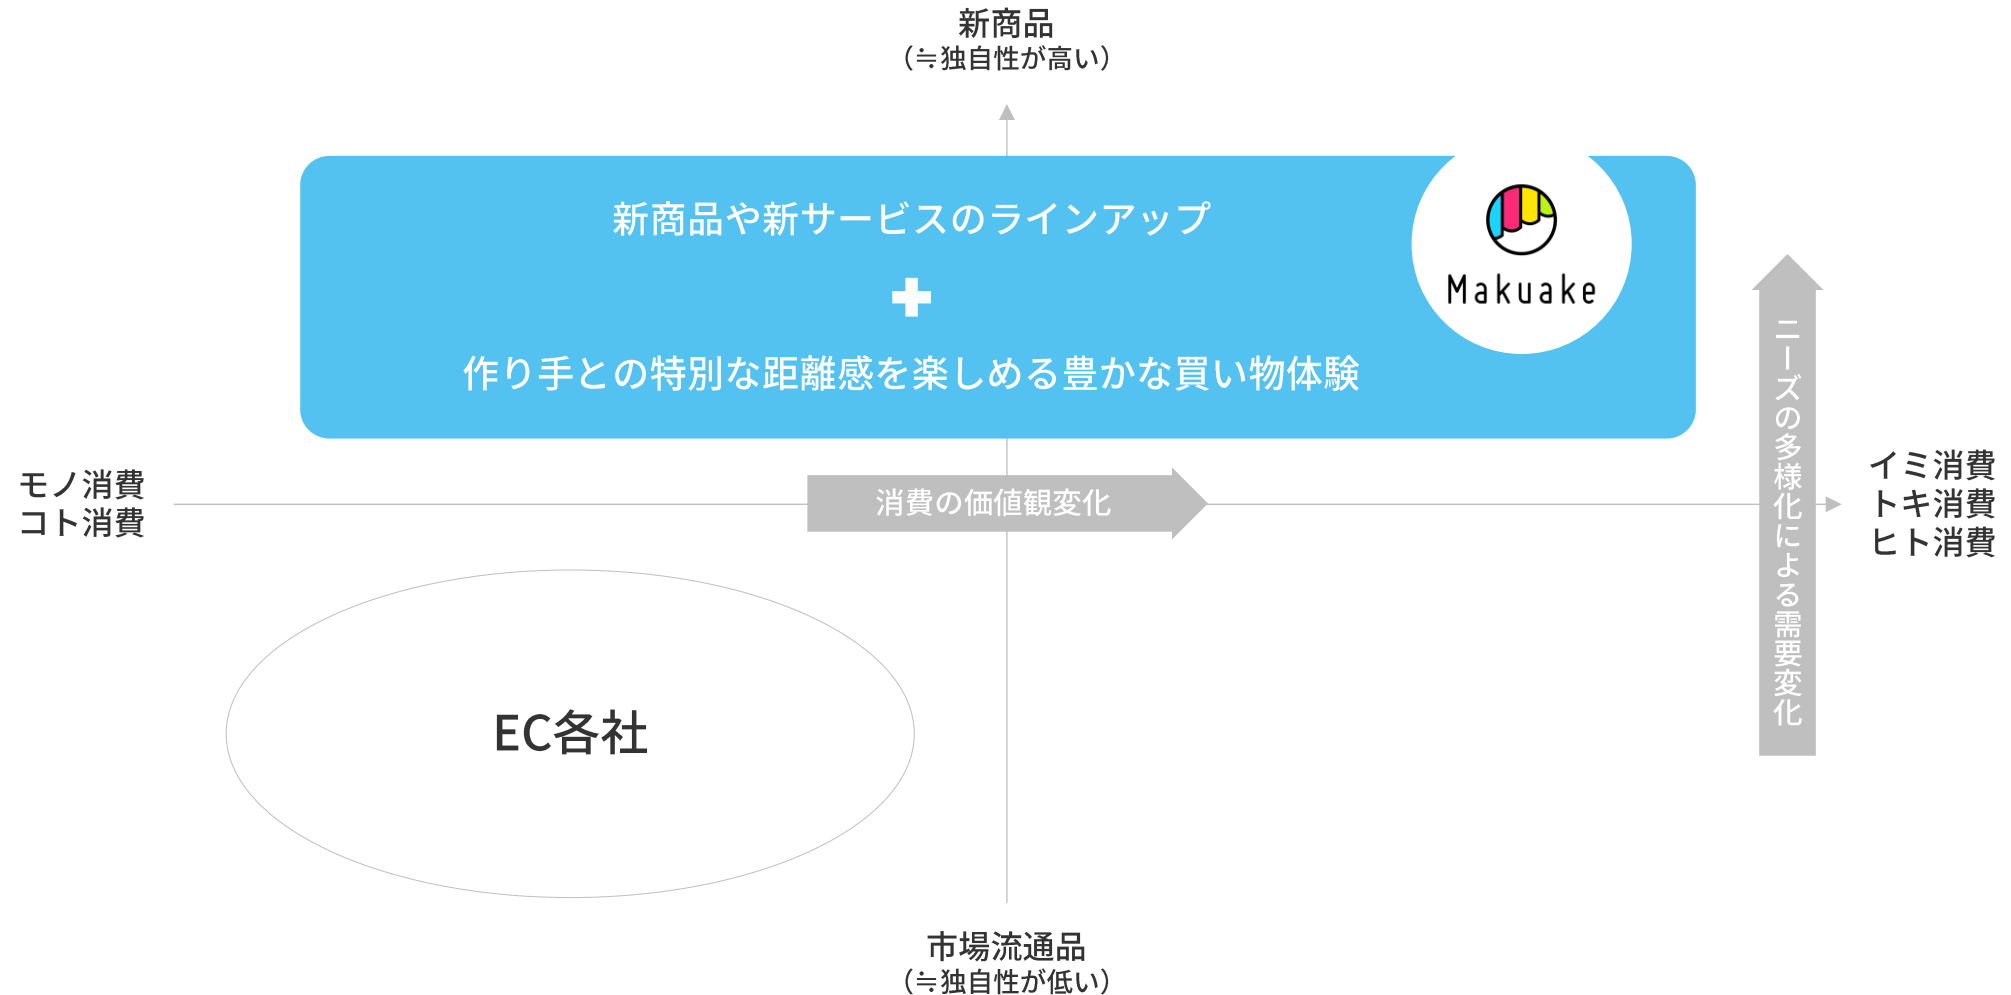 新商品
（≒独自性が高い）
新商品や新サービスのラインアップ
作り手との特別な距離感を楽しめる豊かな買い物体験
Makuake
モノ消費
コト消費
消費の価値観変化
ニーズの多様化による需要変化
イミ消費
トキ消費
ヒト消費
EC各社
市場流通品
（≒独自性が低い）